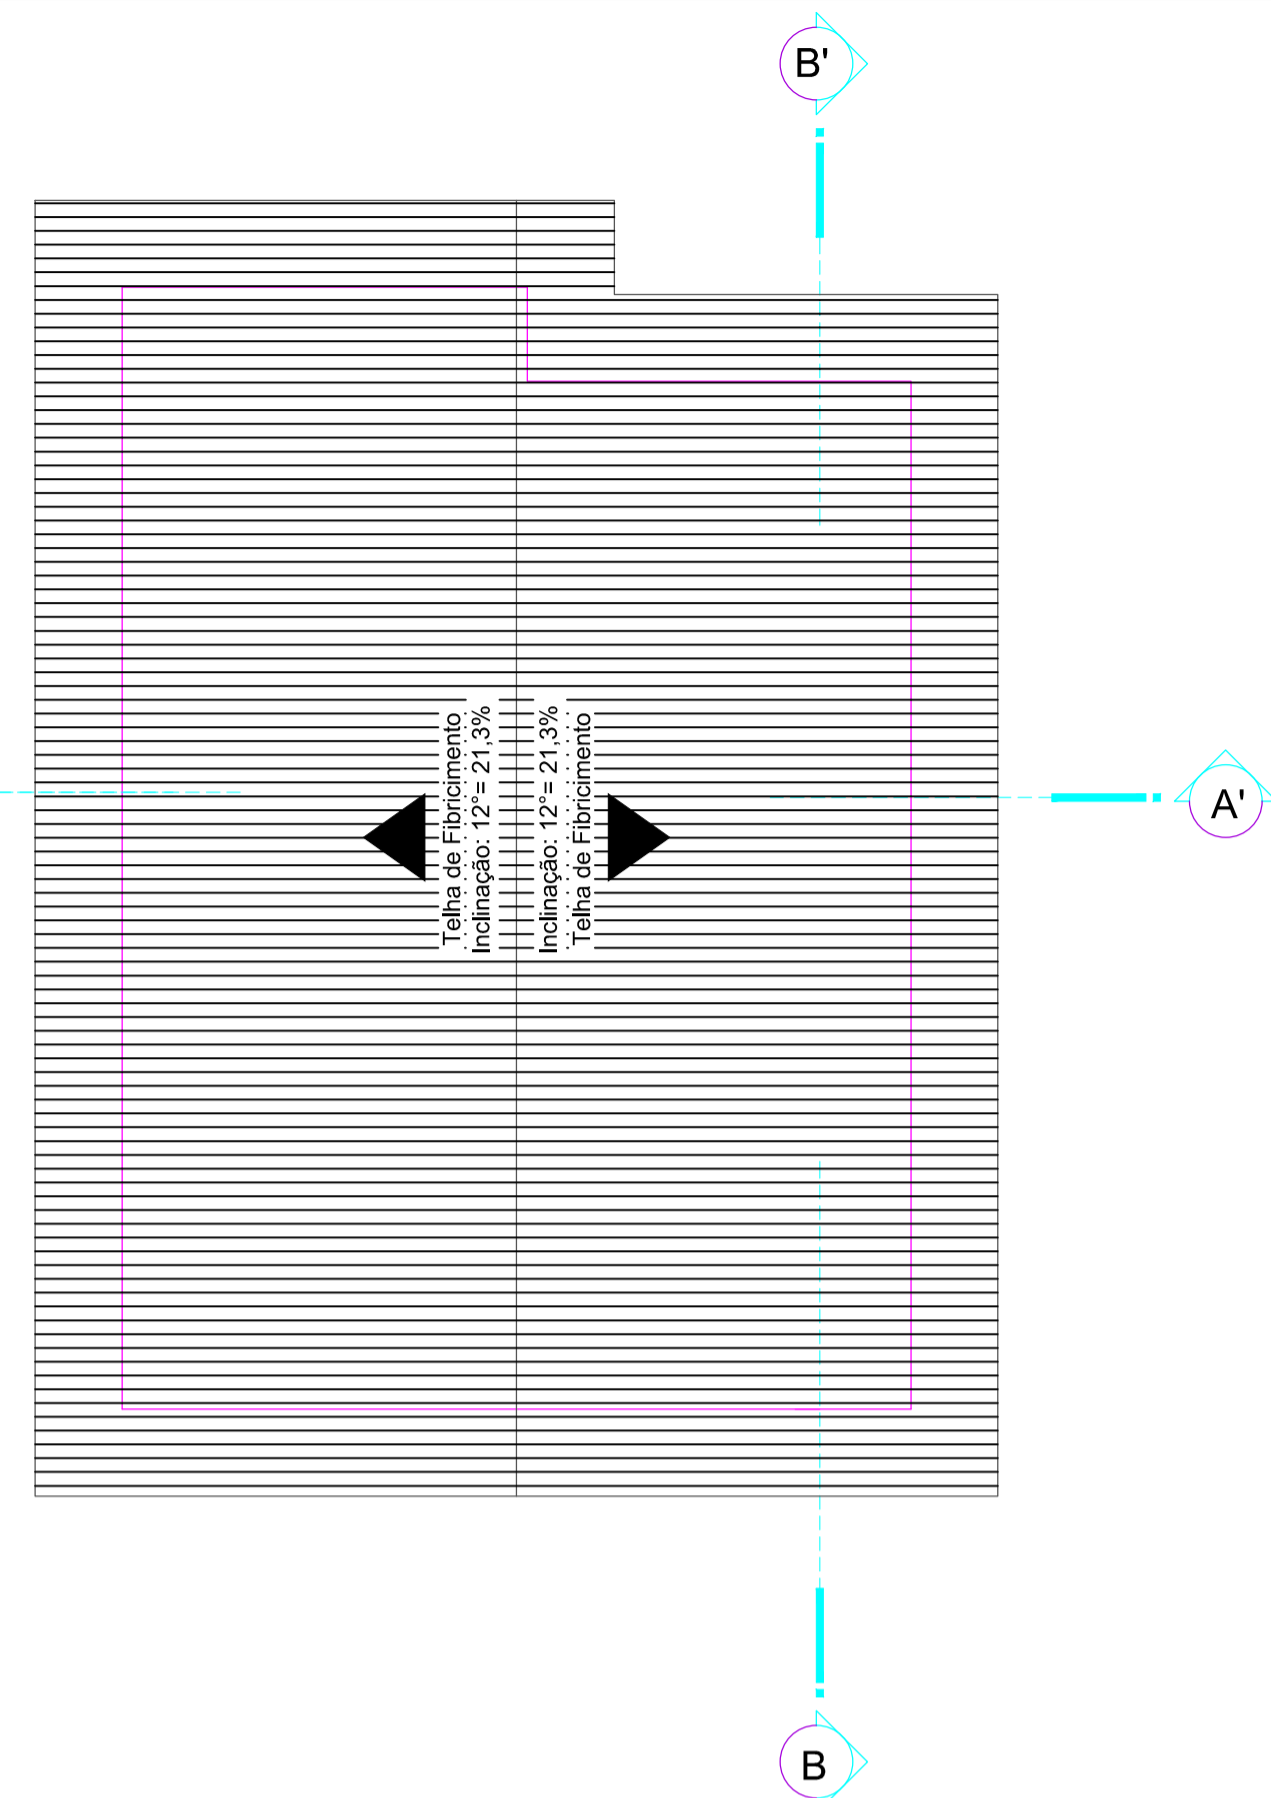 B'
Telha de Fibricimento
Inclinação: 12°= 21,3%
Inclinação: 12°= 21,3%
Telha de Fibricimento
A'
B